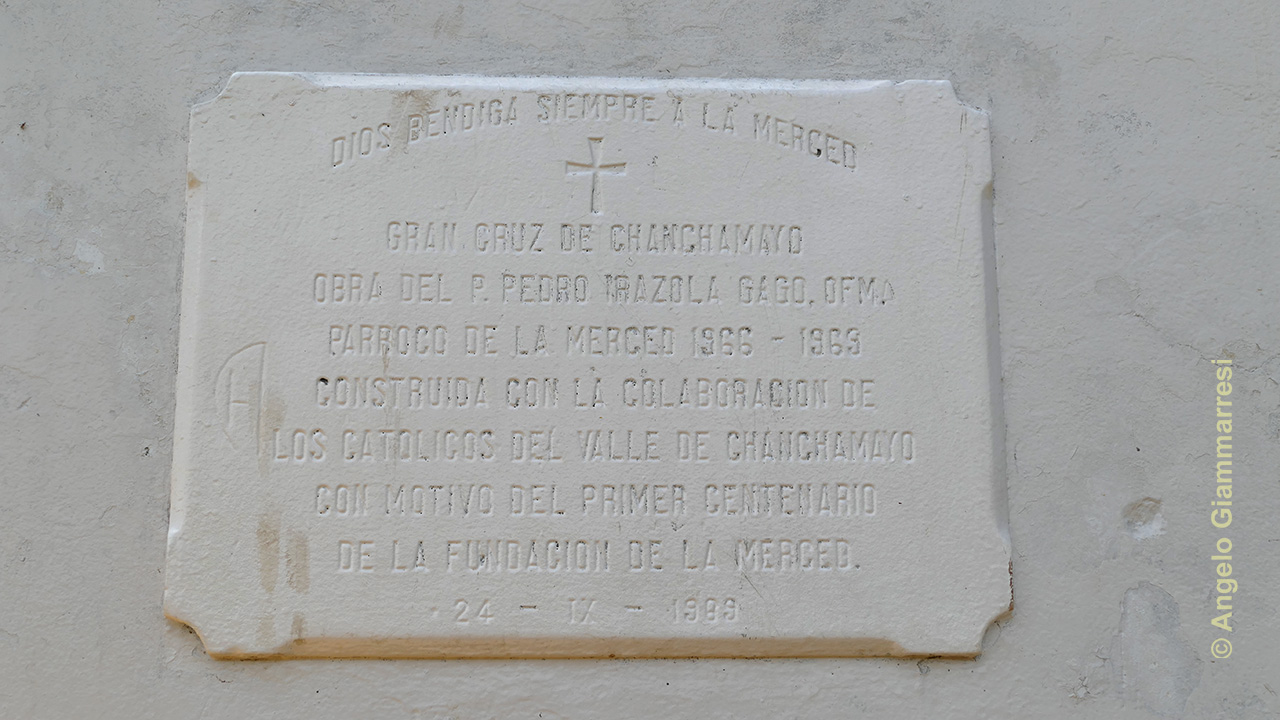 DIOS BENDIGA SIEMPRE A LA MERCED
GRAN CRUZ DE CHANCHAMAYO
OBRA DEL P. PEDRO IRAZOLA GAGO, OFM.
PARROCO DE LA MERCED 1966 - 1969
CONSTRUIDA CON LA COLABORACION DE
LOS CATOLICOS DEL VALLE DE CHANCHAMAYO
CON MOTIVO DEL PRIMER CENTENARIO
DE LA FUNDACION DE LA MERCED.
24 - IX - 1969
© Angelo Giammarresi